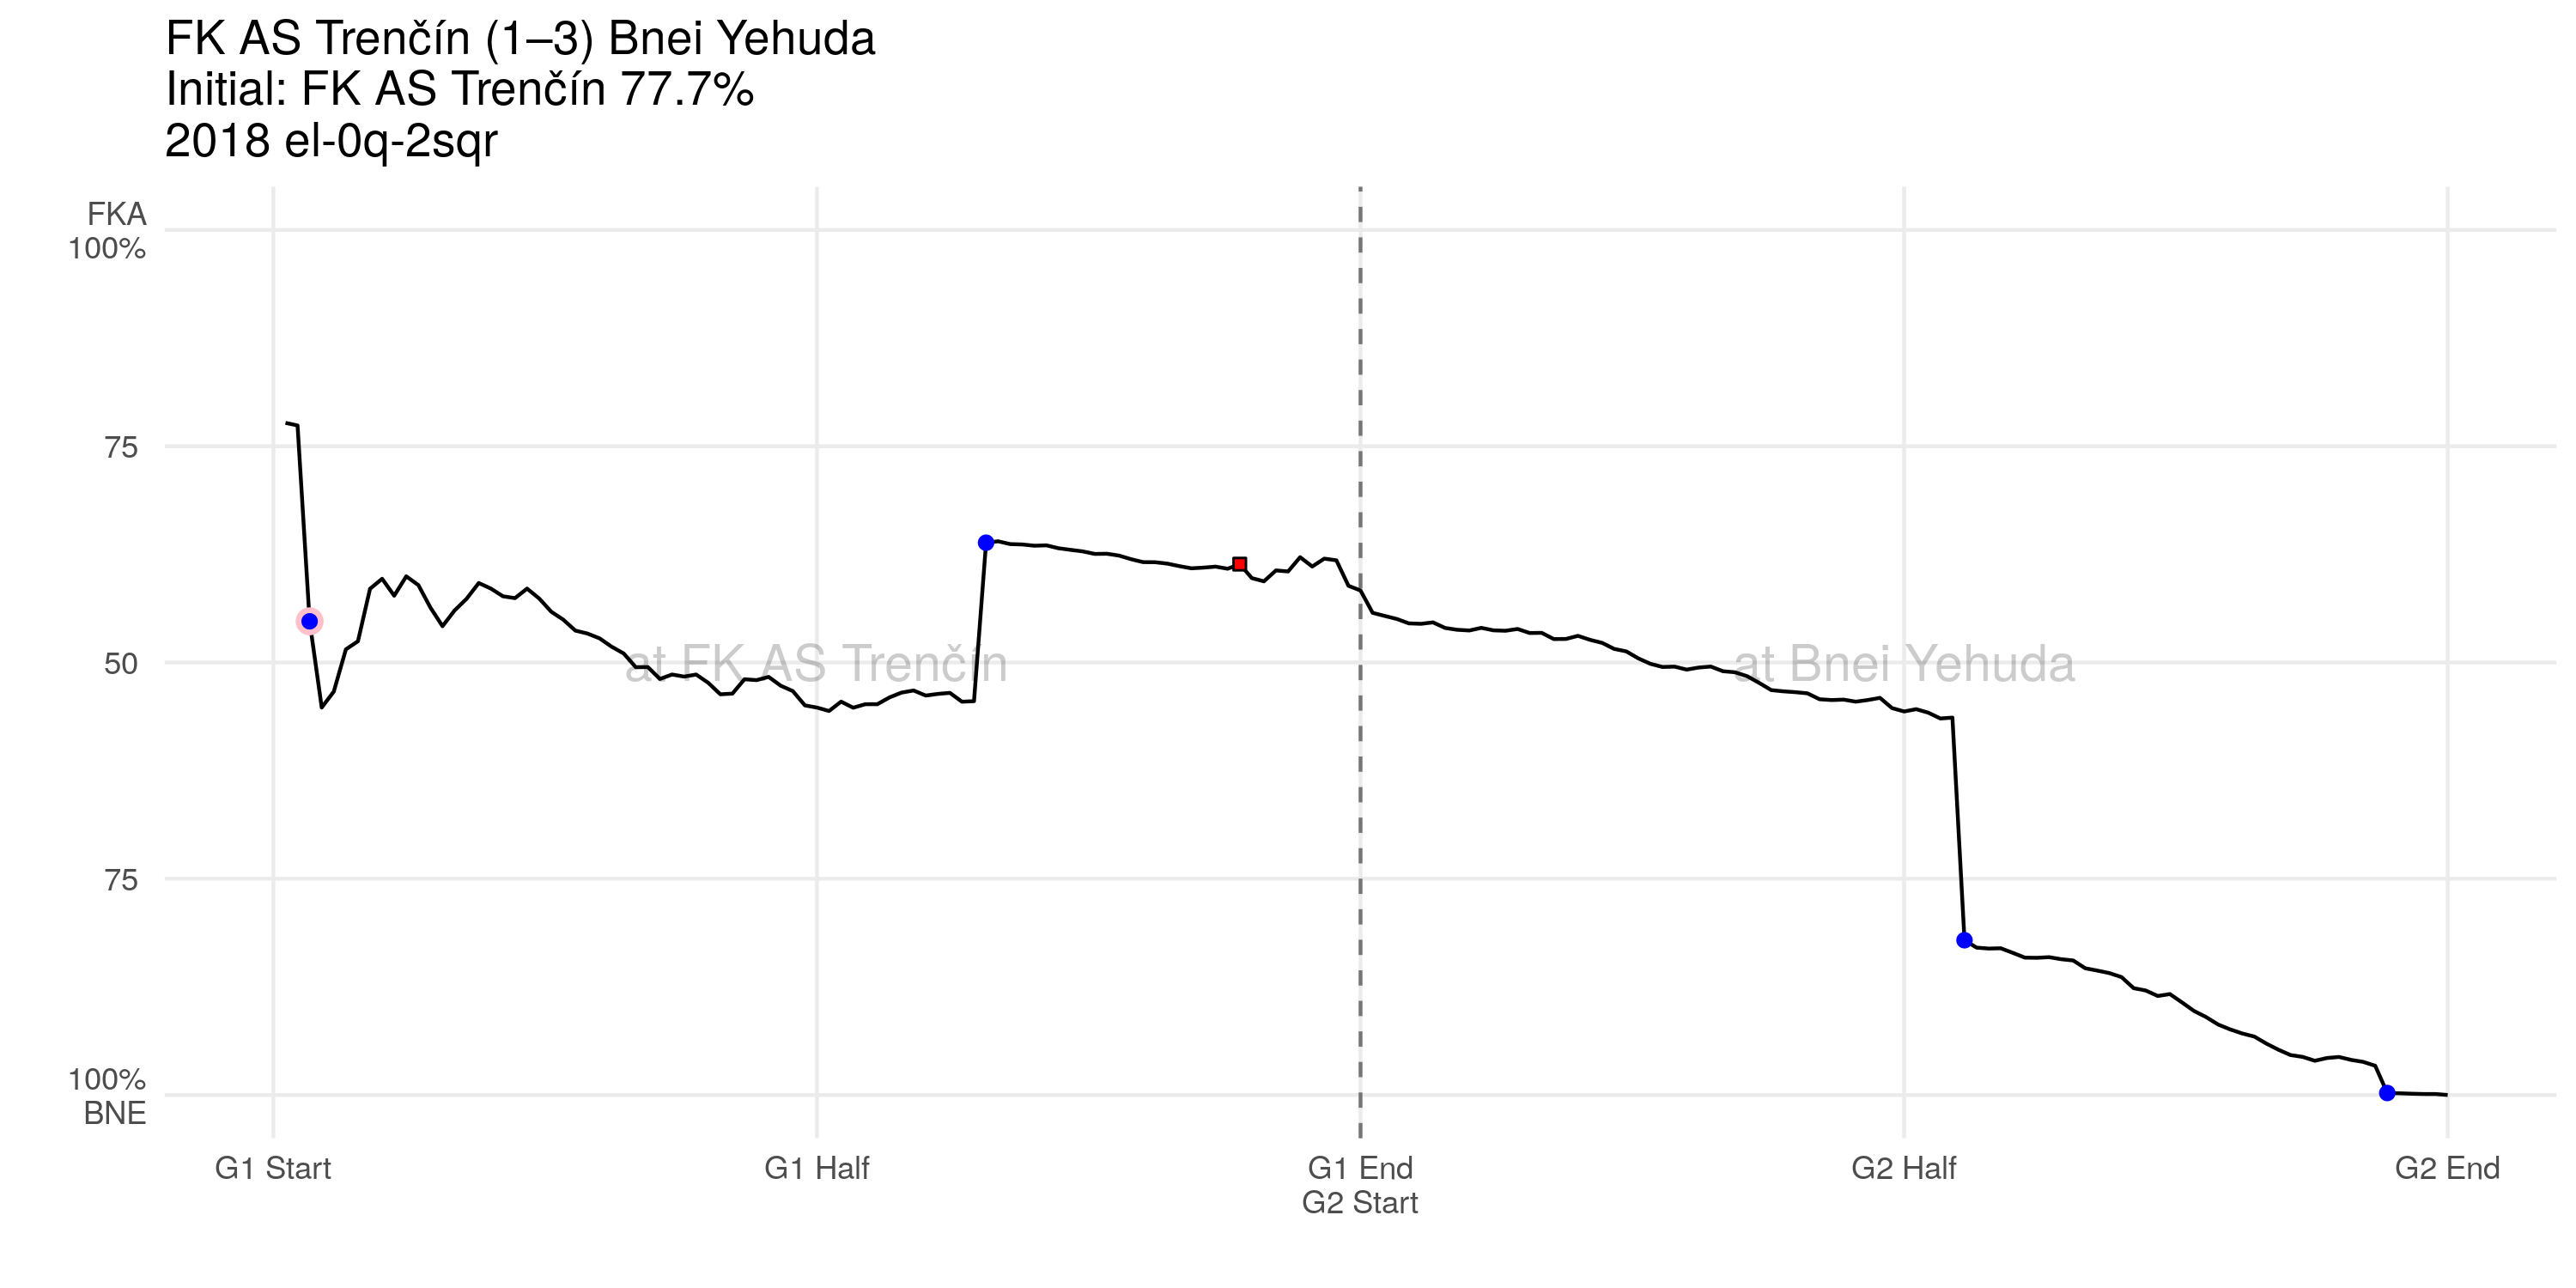 FK AS Trenčín (1–3) Bnei Yehuda
Initial: FK AS Trenčín 77.7%
2018 el-0q-2sqr
FKA
100%
75
50
75
100%
BNE
at FK AS Trenčín
at Bnei Yehuda
G1 Start
G1 Half
G1 End
G2 Start
G2 Half
G2 End